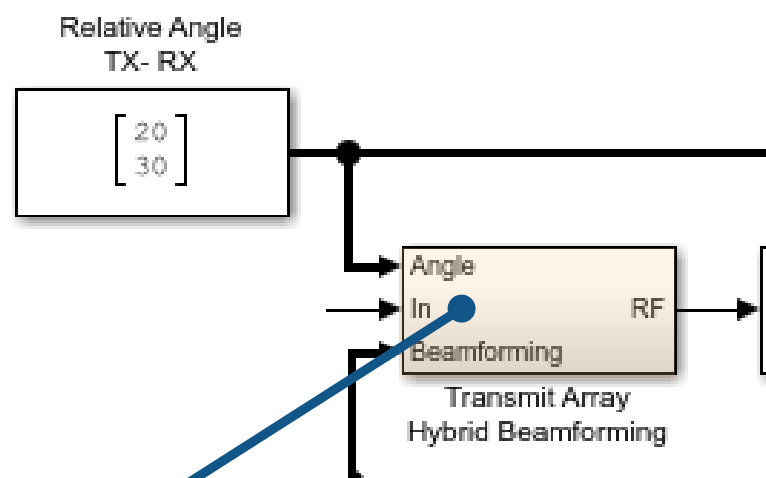 Relative Angle
TX- RX
20
30
Angle
In
RF
Beamforming
Transmit Array
Hybrid Beamforming